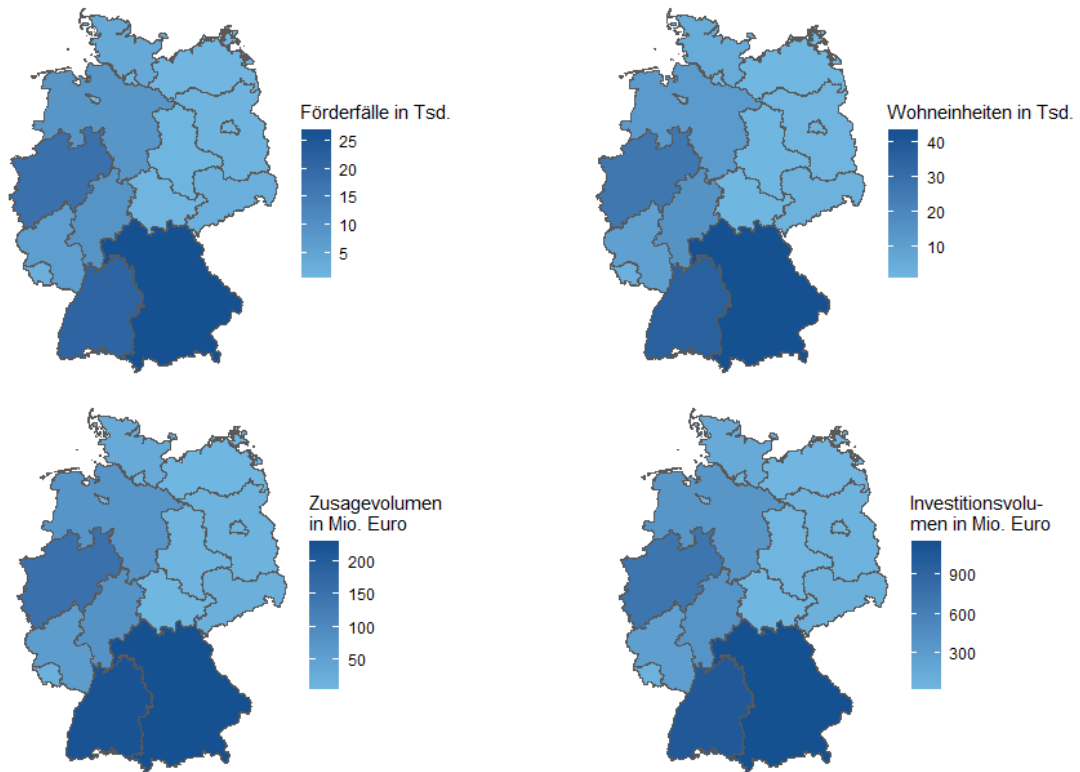 Förderfälle in Tsd.
25
20
15
10
5
Wohneinheiten in Tsd.
40
30
20
10
Zusagevolumen
in Mio. Euro
200
150
100
50
Investitionsvolu-
men in Mio. Euro
900
600
300